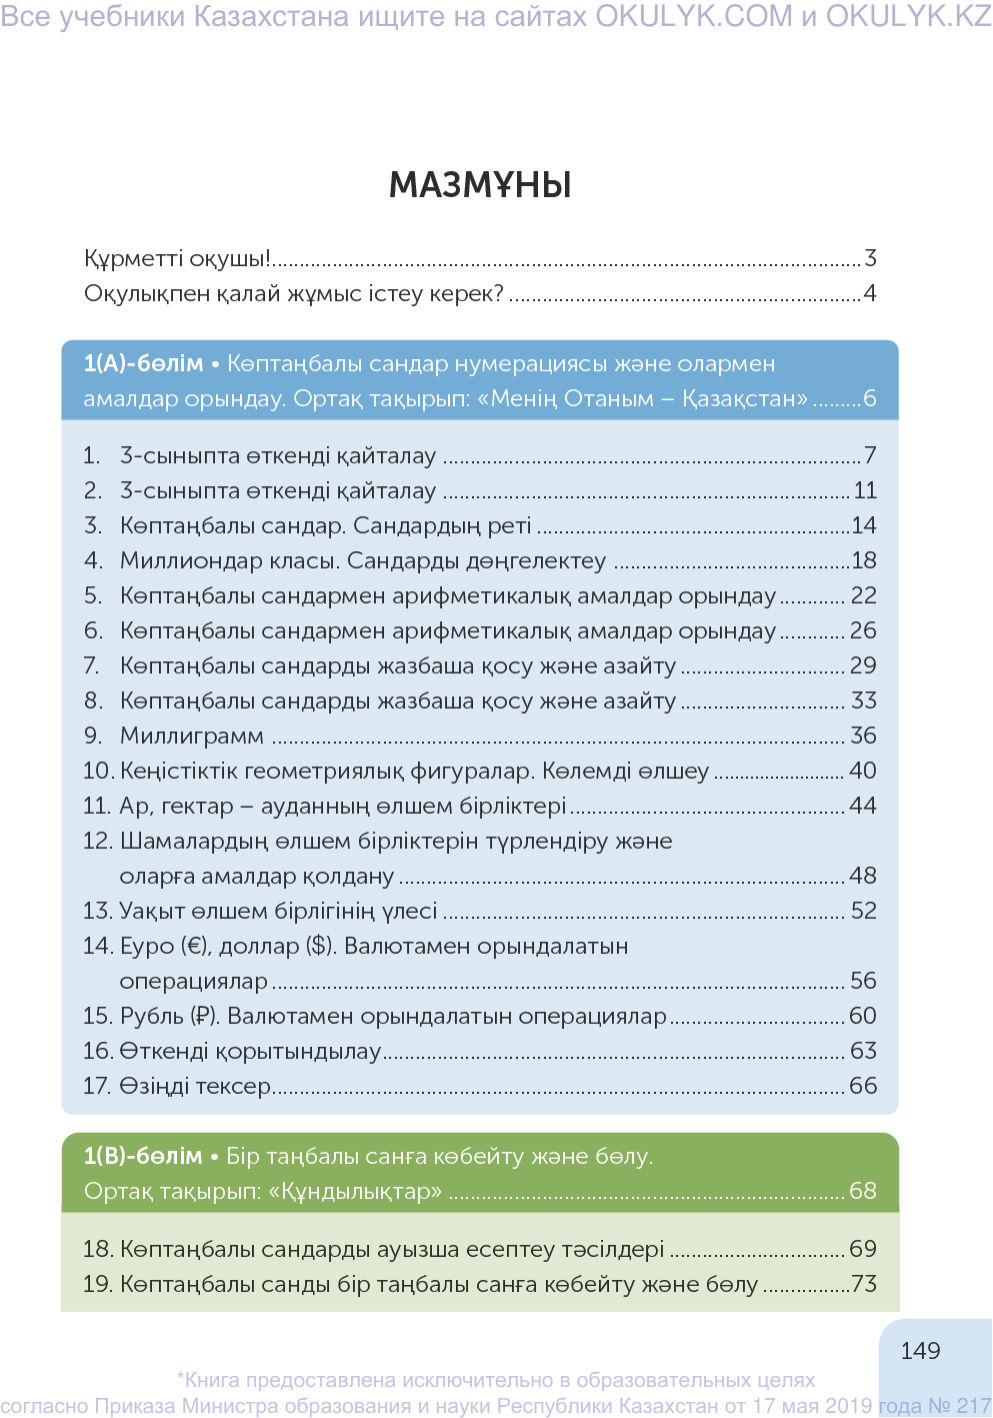 Все учебники Казахстана ищите на сайтах OKULYK.COM и OKULYK.KZ
МАЗМҰНЫ
Құрметті оқушы!............3
Оқулықпен қалай жұмыс істеу керек?............4
1(A)-бөлім • Көптаңбалы сандар нумерациясы және олармен
амалдар орындау. Ортақ тақырып: «Менің Отаным – Қазақстан».........6
1. 3-сыныпта өткенді қайталау............7
2. 3-сыныпта өткенді қайталау............11
3. Көптаңбалы сандар. Сандардың реті............14
4. Миллиондар класы. Сандарды дөңгелектеу............18
5. Көптаңбалы сандармен арифметикалық амалдар орындау............22
6. Көптаңбалы сандармен арифметикалық амалдар орындау............26
7. Көптаңбалы сандарды жазбаша қосу және азайту............29
8. Көптаңбалы сандарды жазбаша қосу және азайту............33
9. Миллиграмм............36
10. Кеңістіктік геометриялық фигуралар. Көлемді өлшеу............40
11. Ар, гектар – ауданның өлшем бірліктері............44
12. Шамалардың өлшем бірліктерін түрлендіру және
оларға амалдар қолдану............48
13. Уақыт өлшем бірлігінің үлесі............52
14. Еуро (€), доллар ($). Валютамен орындалатын
операциялар............56
15. Рубль (₽). Валютамен орындалатын операциялар............60
16. Өткенді қорытындылау............63
17. Өзіңді тексер............66
1(B)-бөлім • Бір таңбалы санға көбейту және бөлу.
Ортақ тақырып: «Құндылықтар»............68
18. Көптаңбалы сандарды ауызша есептеу тәсілдері............69
19. Көптаңбалы санды бір таңбалы санға көбейту және бөлу............73
149
*Книга предоставлена исключительно в образовательных целях
согласно Приказа Министра образования и науки Республики Казахстан от 17 мая 2019 года № 217